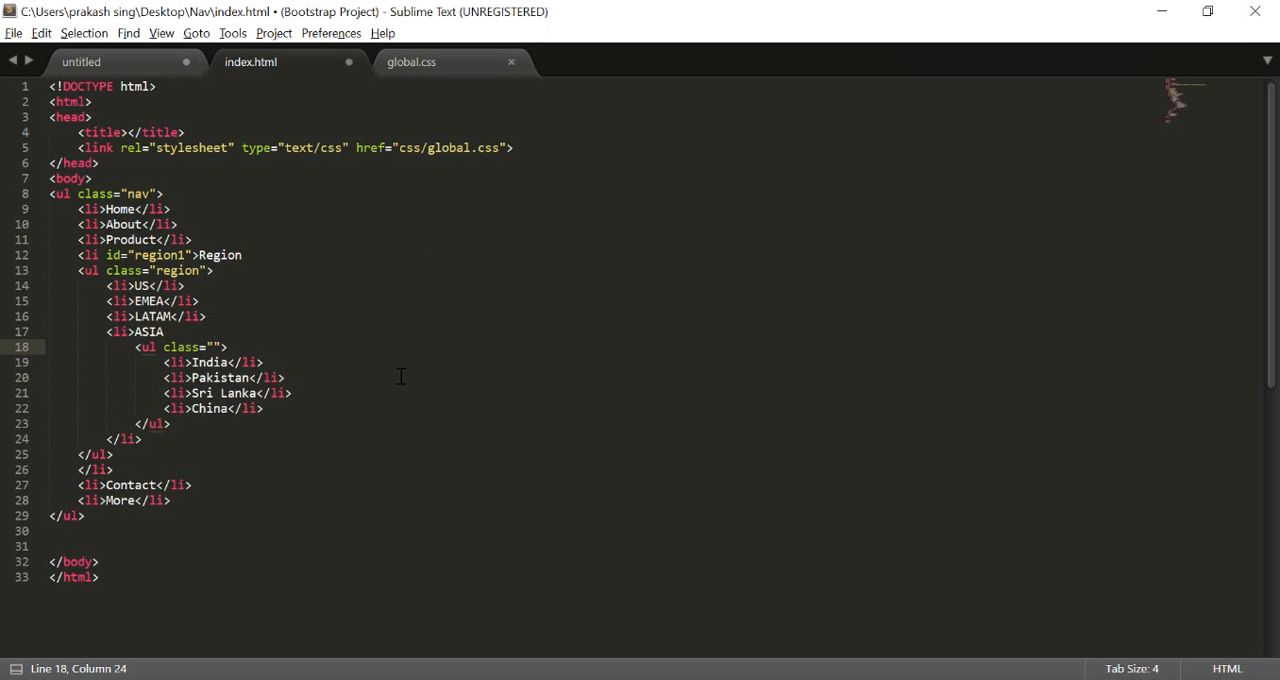 C:\Users\prakash sing\Desktop\Nav\index.html • (Bootstrap Project) - Sublime Text (UNREGISTERED)
File Edit Selection Find View Goto Tools Project Preferences Help
untitled index.html global.css
1 <!DOCTYPE html>
2 <html>
3 <head>
4 <title></title>
5 <link rel="stylesheet" type="text/css" href="css/global.css">
6 </head>
7 <body>
8 <ul class="nav">
9 <li>Home</li>
10 <li>About</li>
11 <li>Product</li>
12 <li id="region1">Region
13 <ul class="region">
14 <li>US</li>
15 <li>EMEA</li>
16 <li>LATAM</li>
17 <li>ASIA
18 <ul class="">
19 <li>India</li>
20 <li>Pakistan</li>
21 <li>Sri Lanka</li>
22 <li>China</li>
23 </ul>
24 </li>
25 </ul>
26 </li>
27 <li>Contact</li>
28 <li>More</li>
29 </ul>
30
31
32 </body>
33 </html>
Line 18, Column 24 Tab Size: 4 HTML